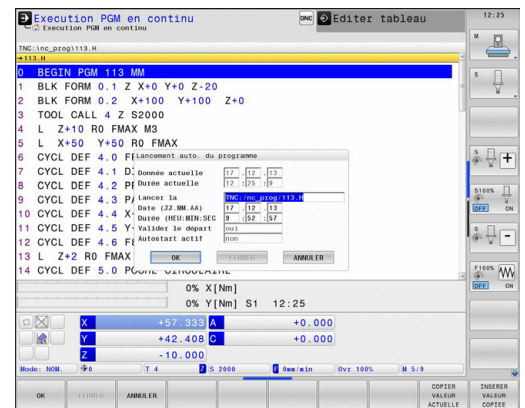 Execution PGM en continu
DNC
Editer tableau
12:25
Execution PGM en continu
TNC:\nc_prog\113.H
→113.H
0 BEGIN PGM 113 MM
1 BLK FORM 0.1 Z X+0 Y+0 Z-20
2 BLK FORM 0.2 X+100 Y+100 Z+0
3 TOOL CALL 4 Z S2000
4 L Z+10 R0 FMAX M3
5 L X+50 Y+50 R0 FMAX
6 CYCL DEF 4.0
7 CYCL DEF 4.1
8 CYCL DEF 4.2
9 CYCL DEF 4.3
10 CYCL DEF 4.4
11 CYCL DEF 4.5
12 CYCL DEF 4.6
13 L Z+2 R0 FMAX
14 CYCL DEF 5.0 POCHE CIRCULAIRE
Lancement auto. du programme
Donnée actuelle 17 .12 .13
Durée actuelle 12 :25 :9
Lancer la TNC:/nc_prog/113.H
Date (JJ.MM.AA) 17 .12 .13
Durée (HEU:MIN:SEC 9 :52 :57
Valider le départ oui
Autostart actif non
OK FERMER ANNULER
0% X[Nm]
0% Y[Nm] S1 12:25
X +57.333 A +0.000
Y +42.408 C +0.000
Z -10.000
Mode: NOM. 0 T 4 Z S 2000 F 0mm/min Ovr 100% M 5/9
M
S
S
S100%
OFF ON
S
F100%
OFF ON
OK
FERMER
ANNULER
COPIER VALEUR ACTUELLE
INSERER VALEUR COPIEE